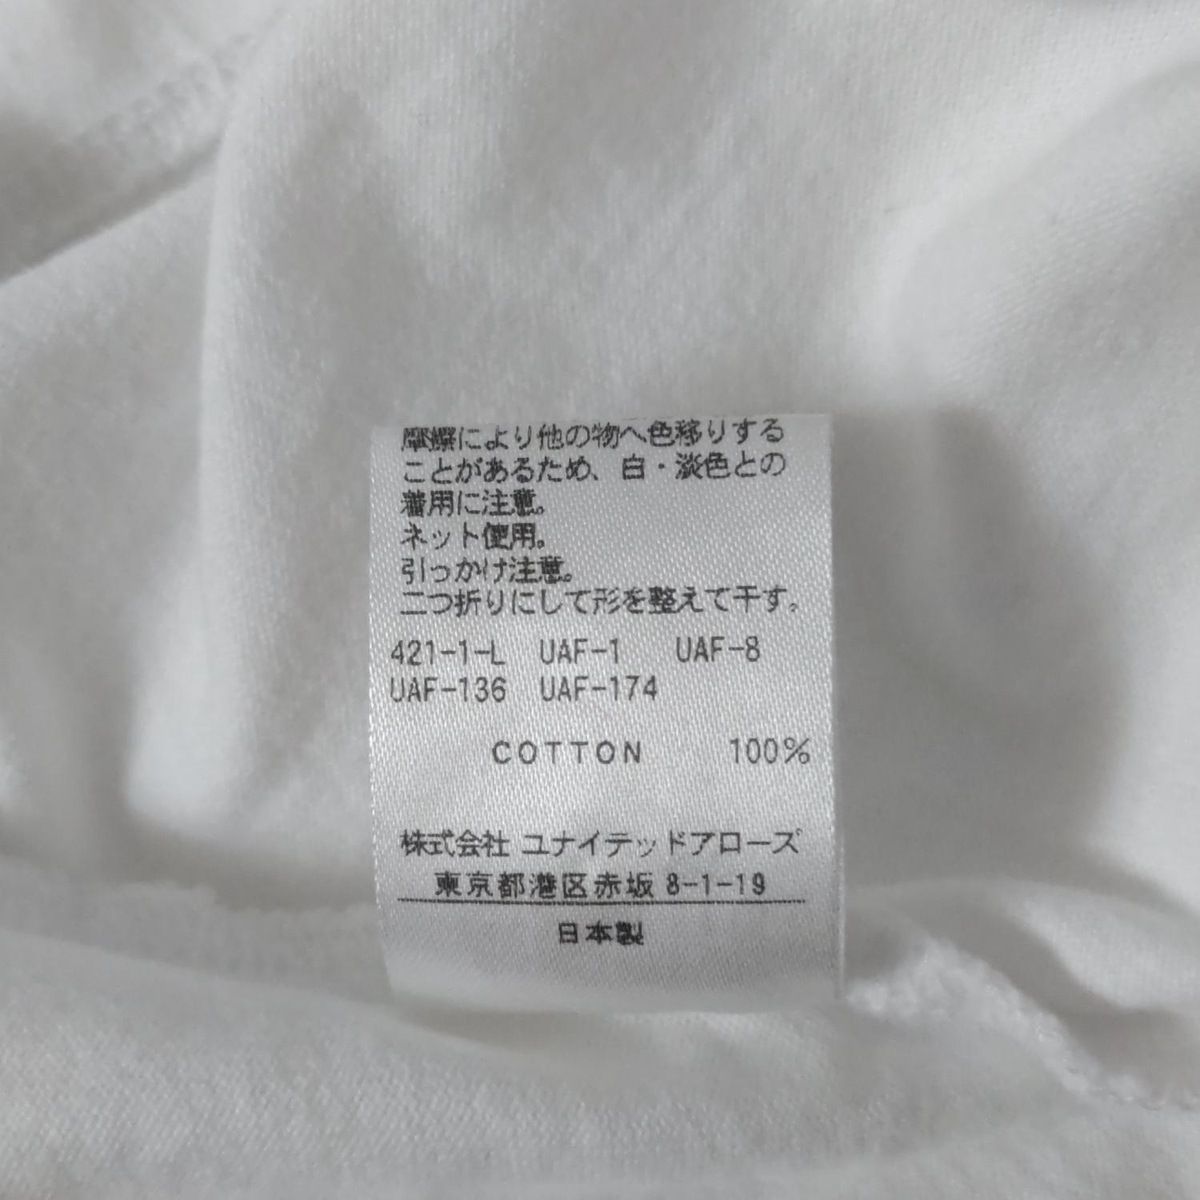 摩擦により他の物へ色移りする
ことがあるため、白・淡色との
着用に注意。
ネット使用。
引っかけ注意。
二つ折りにして形を整えて干す。
421-1-L UAF-1 UAF-8
UAF-136 UAF-174
COTTON 100%
株式会社 ユナイテッドアローズ
東京都港区赤坂 8-1-19
日本製